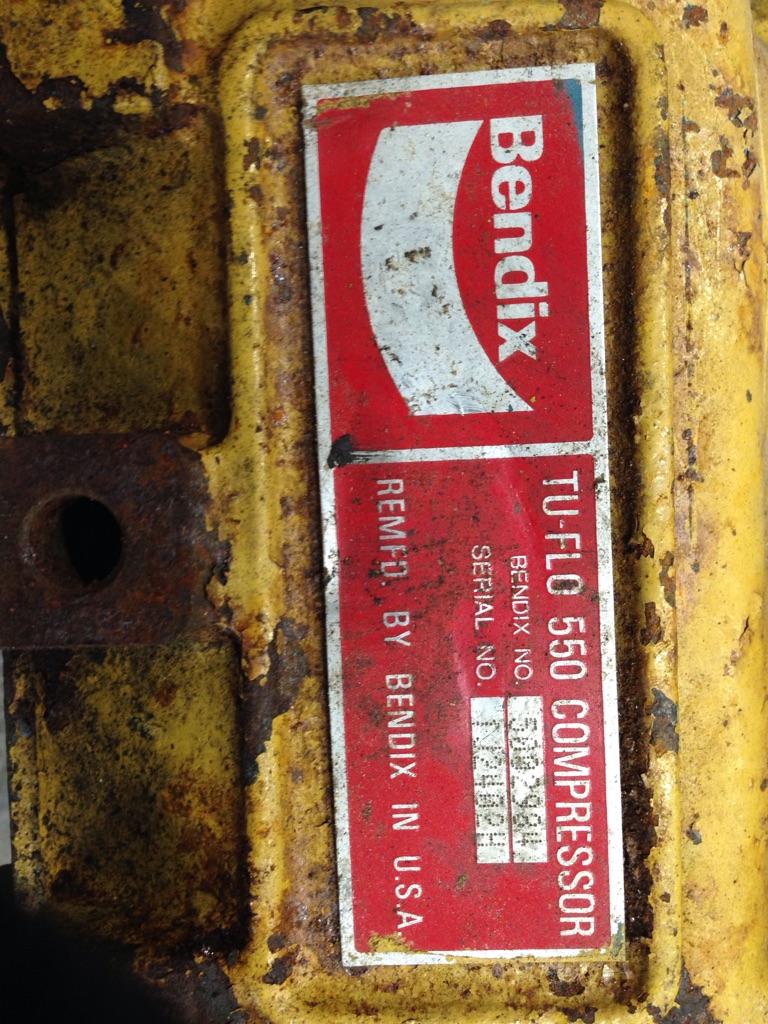 Bendix
TU-FLO 550 COMPRESSOR
BENDIX NO.
SERIAL NO.
REMFD. BY BENDIX IN U.S.A